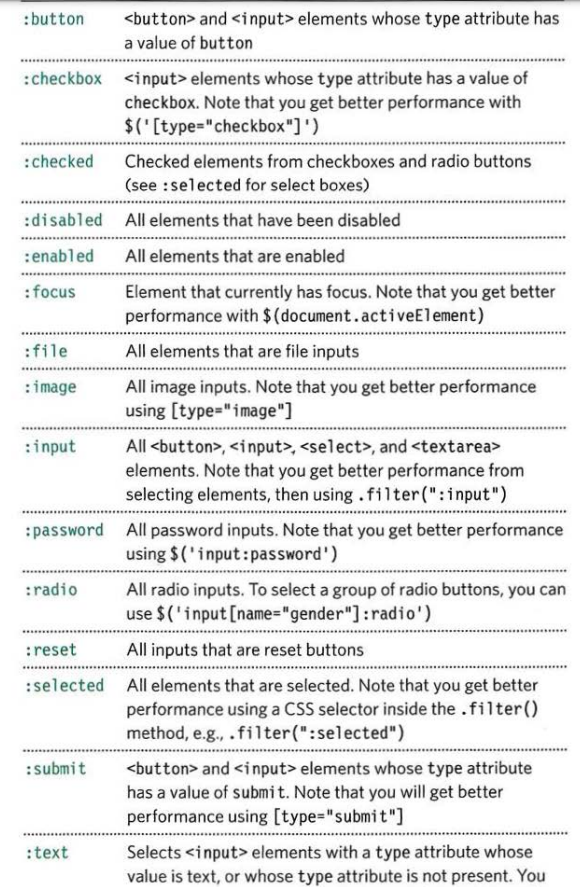 :button <button> and <input> elements whose type attribute has
a value of button
:checkbox <input> elements whose type attribute has a value of
checkbox. Note that you get better performance with
$('[type="checkbox"]')
:checked Checked elements from checkboxes and radio buttons
(see :selected for select boxes)
:disabled All elements that have been disabled
:enabled All elements that are enabled
:focus Element that currently has focus. Note that you get better
performance with $(document.activeElement)
:file All elements that are file inputs
:image All image inputs. Note that you get better performance
using [type="image"]
:input All <button>, <input>, <select>, and <textarea>
elements. Note that you get better performance from
selecting elements, then using .filter(":input")
:password All password inputs. Note that you get better performance
using $('input:password')
:radio All radio inputs. To select a group of radio buttons, you can
use $('input[name="gender"]:radio')
:reset All inputs that are reset buttons
:selected All elements that are selected. Note that you get better
performance using a CSS selector inside the .filter()
method, e.g., .filter(":selected")
:submit <button> and <input> elements whose type attribute
has a value of submit. Note that you will get better
performance using [type="submit"]
:text Selects <input> elements with a type attribute whose
value is text, or whose type attribute is not present. You